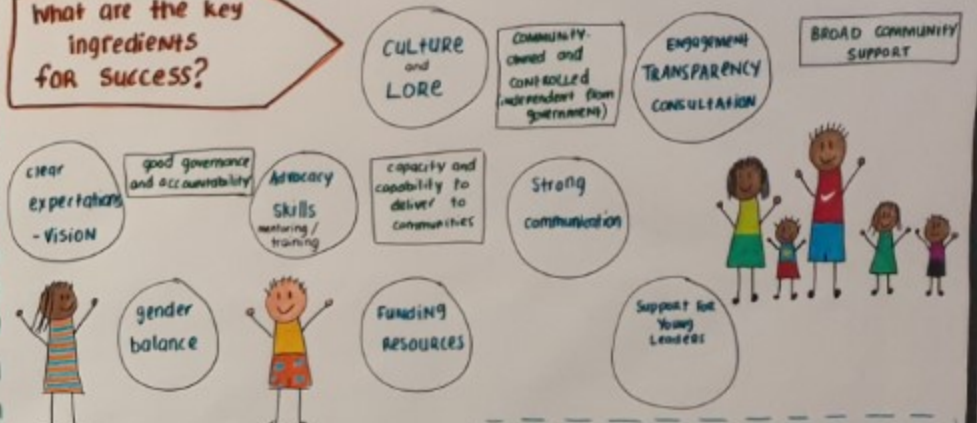 What are the key
ingredients
for success?
CULTURE
and
LORE
COMMUNITY-
owned and
CONTROLLED
independent from
government)
ENGAGEMENT
TRANSPARENCY
CONSULTATION
BROAD COMMUNITY
SUPPORT
clear
expectations
- VISION
good governance
and accountability
Advocacy
skills
mentoring /
training
capacity and
capability to
deliver to
communities
Strong
communication
gender
balance
FUNDING
RESOURCES
Support for
Young
Leaders